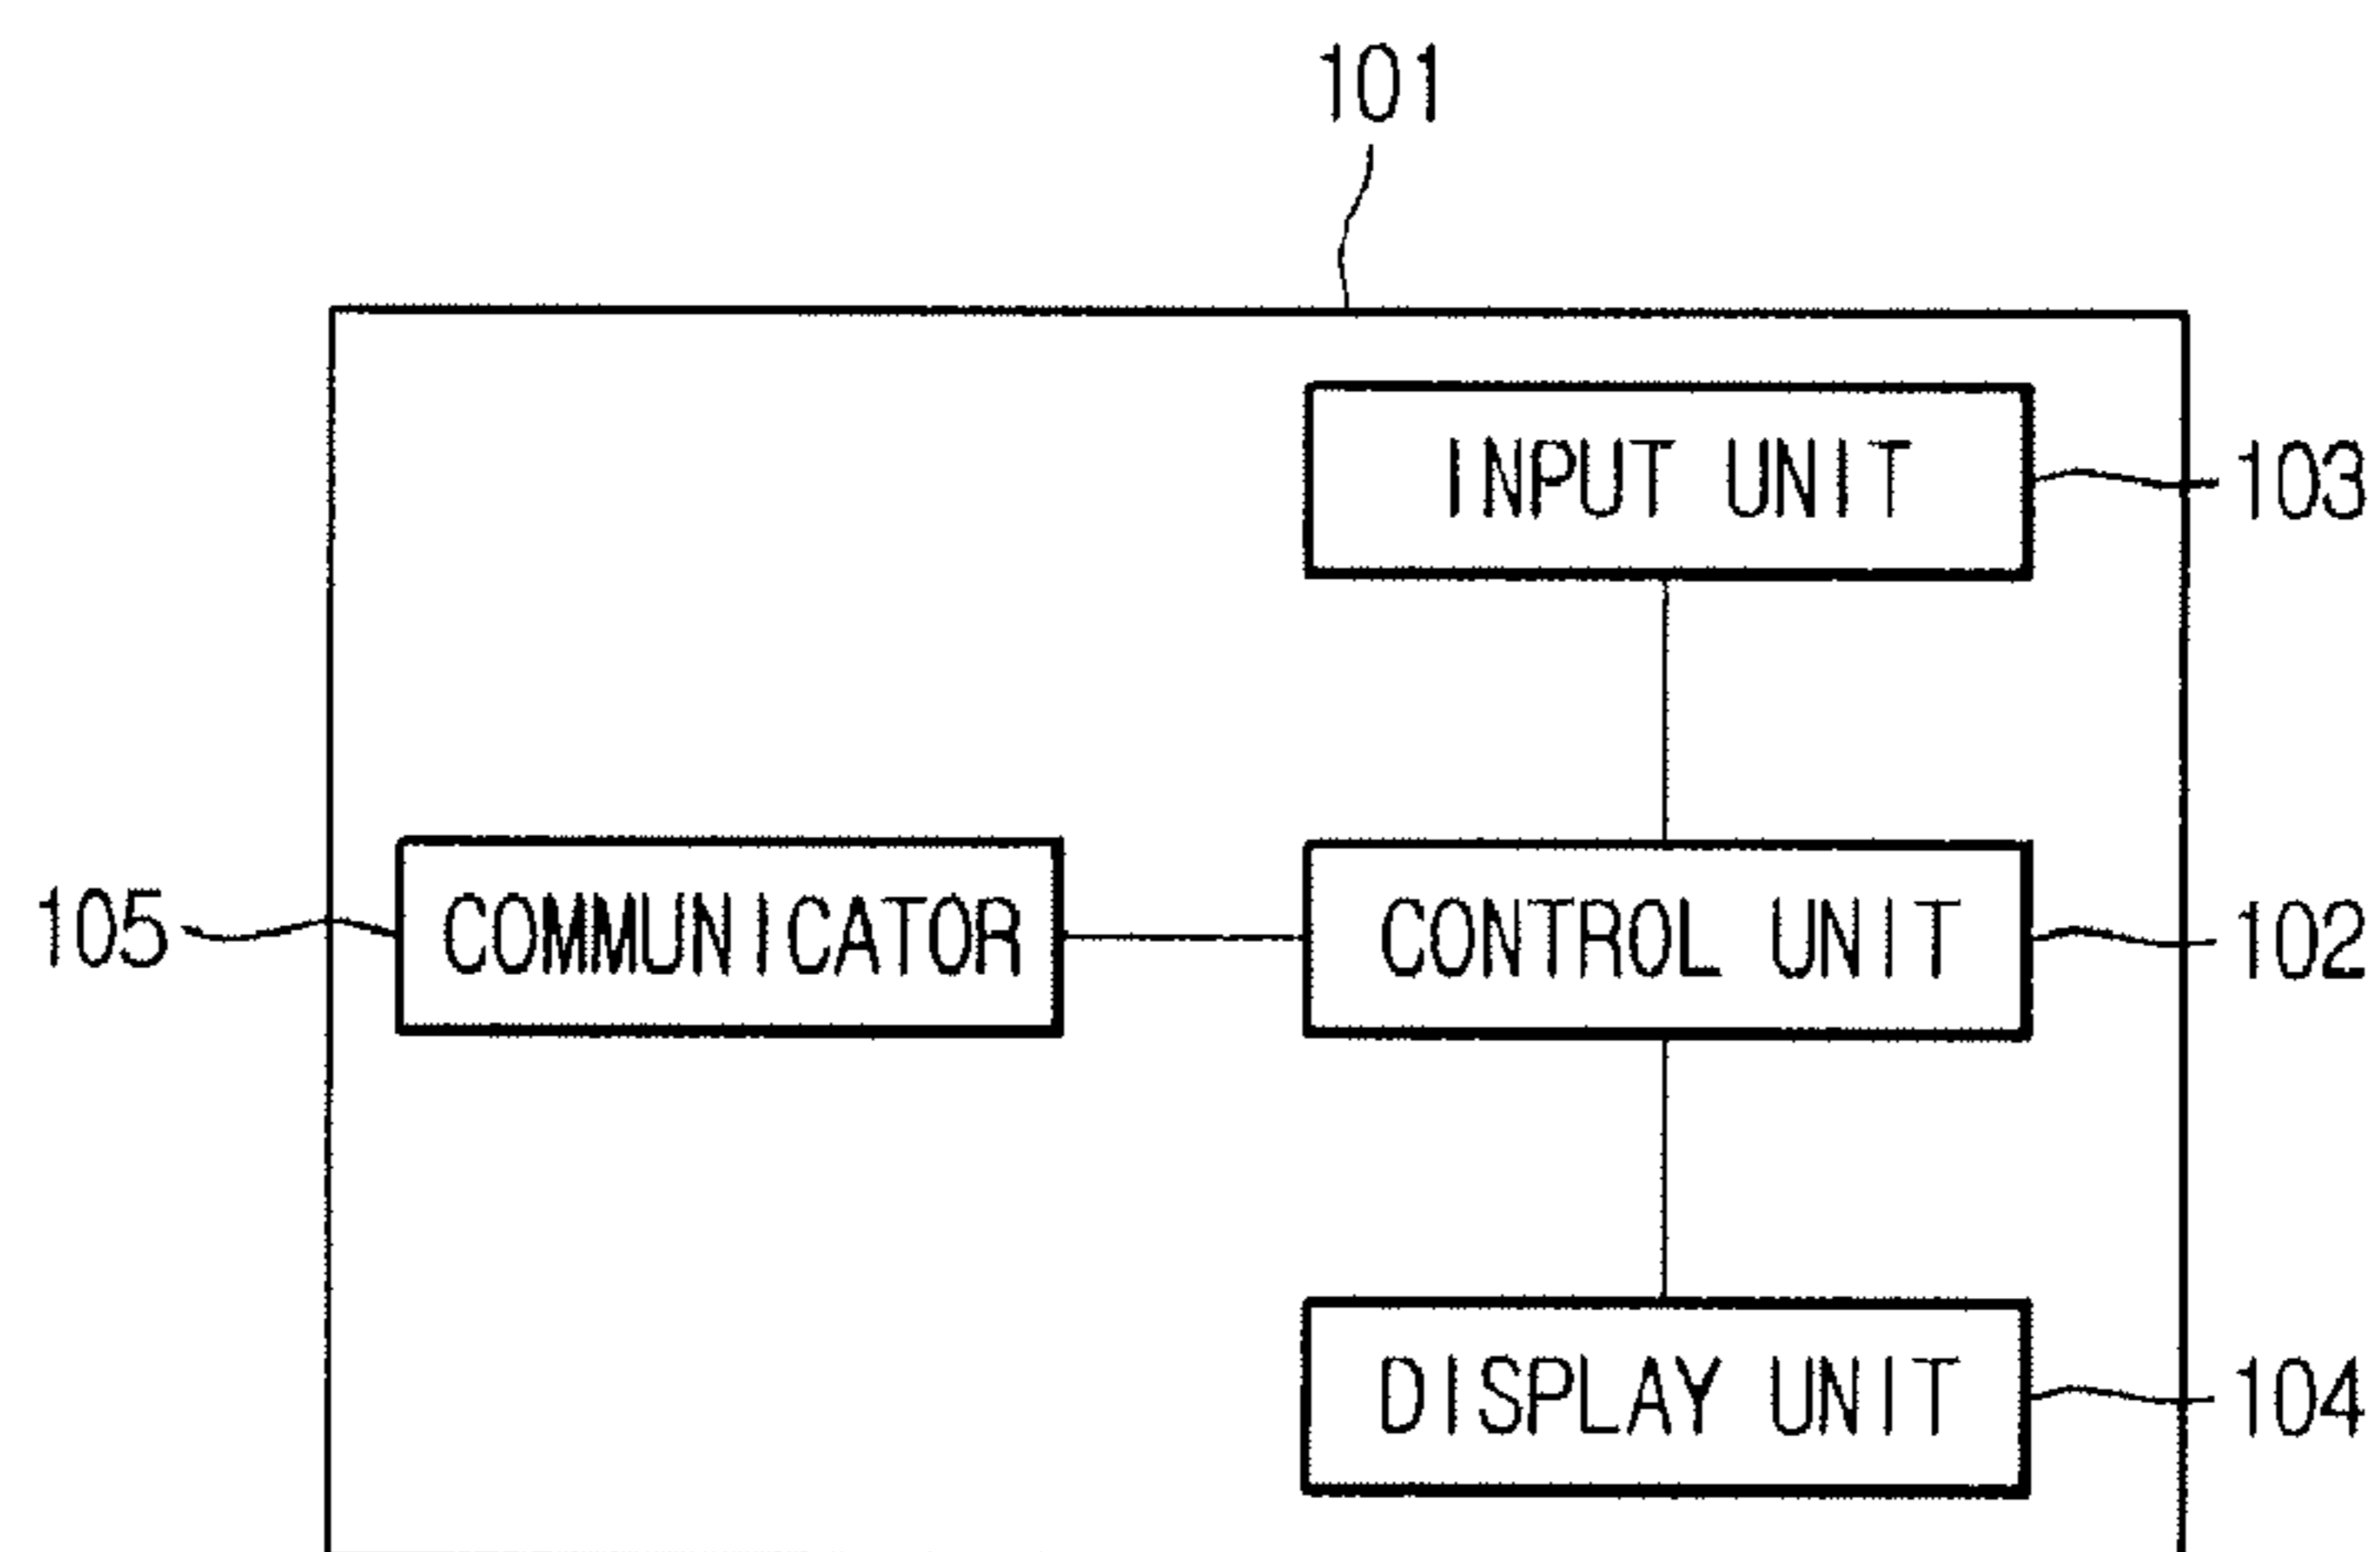 101
INPUT UNIT 103
105 COMMUNICATOR CONTROL UNIT 102
DISPLAY UNIT 104